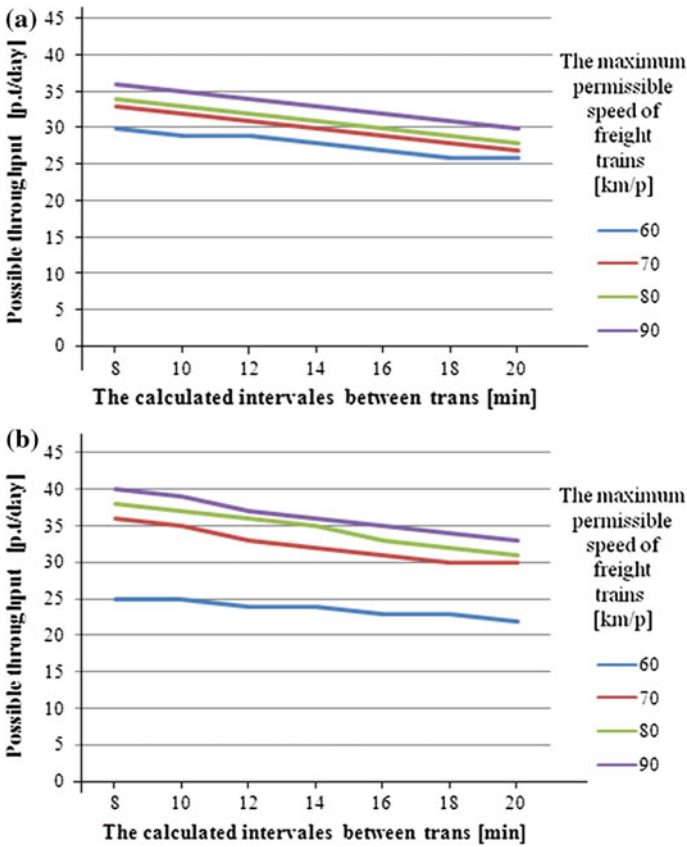 (a)
45
40
35
30
25
20
15
10
5
0
Possible throughput [p.t/day]
8 10 12 14 16 18 20
The calculated intervales between trans [min]
The maximum
permissible
speed of
freight
trains
[km/p]
60
70
80
90
(b)
45
40
35
30
25
20
15
10
5
0
Possible throughput [p.t/day]
8 10 12 14 16 18 20
The calculated intervales between trans [min]
The maximum
permissible
speed of
freight
trains
[km/p]
60
70
80
90